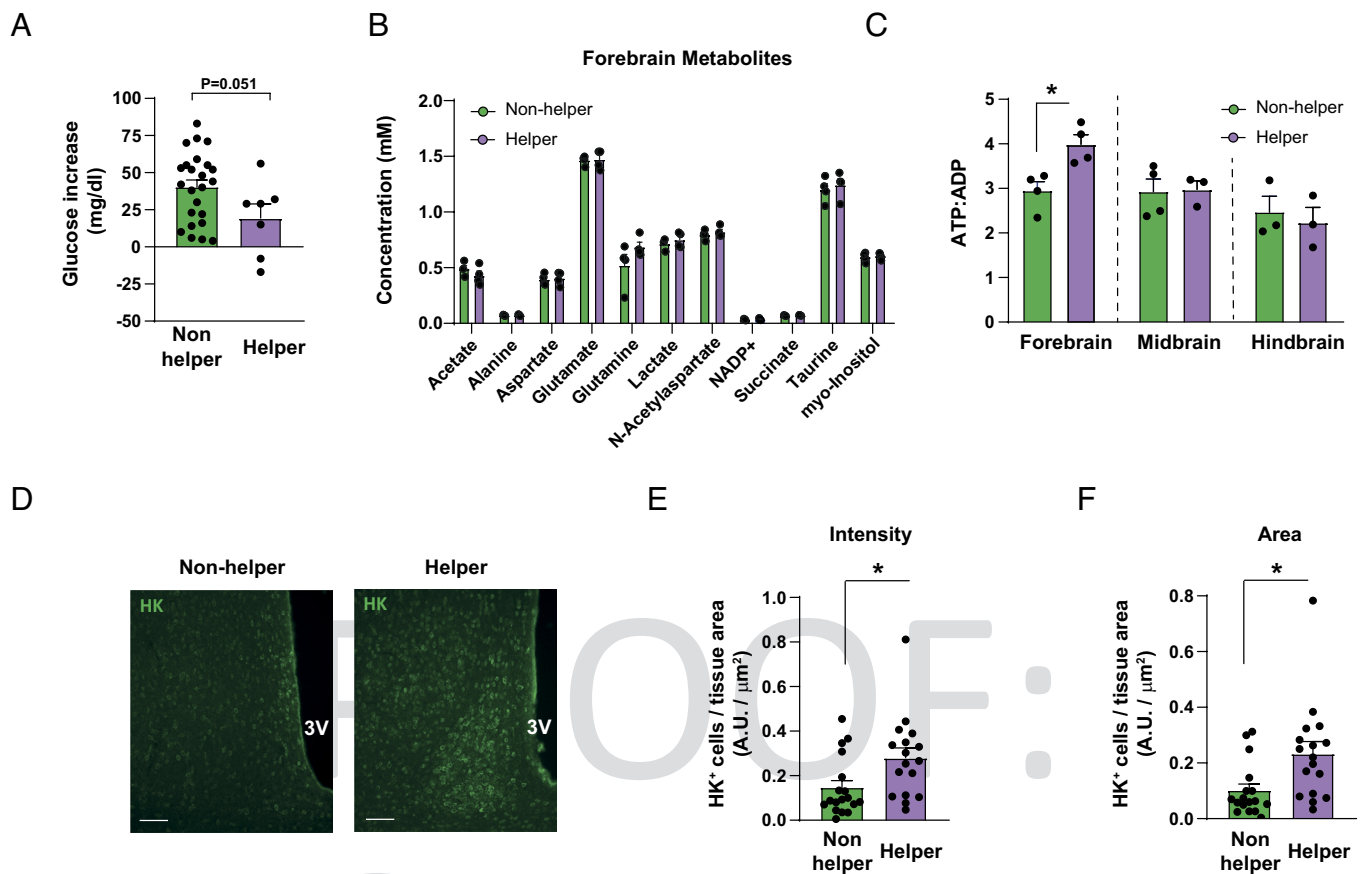 A
P=0.051
100
75
50
25
0
-25
-50
Glucose increase
(mg/dl)
Non
helper
Helper
B
Forebrain Metabolites
Non-helper
Helper
2.0
1.5
1.0
0.5
0.0
Concentration (mM)
Acetate
Alanine
Aspartate
Glutamate
Glutamine
Lactate
N-Acetylaspartate
NADP+
Succinate
Taurine
myo-Inositol
C
Non-helper
Helper
*
5
4
3
2
1
0
ATP:ADP
Forebrain
Midbrain
Hindbrain
D
Non-helper
Helper
HK
3V
HK
3V
E
Intensity
*
1.0
0.8
0.6
0.4
0.2
0.0
HK⁺ cells / tissue area
(A.U. / μm²)
Non
helper
Helper
F
Area
*
0.8
0.6
0.4
0.2
0.0
HK⁺ cells / tissue area
(A.U. / μm²)
Non
helper
Helper
OOF: